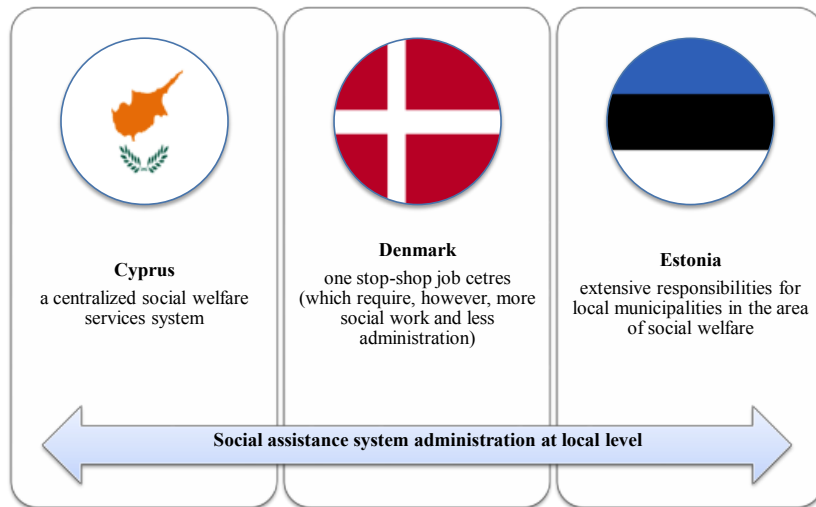 Cyprus
a centralized social welfare
services system
Denmark
one stop-shop job cetres
(which require, however, more
social work and less
administration)
Estonia
extensive responsibilities for
local municipalities in the area
of social welfare
Social assistance system administration at local level